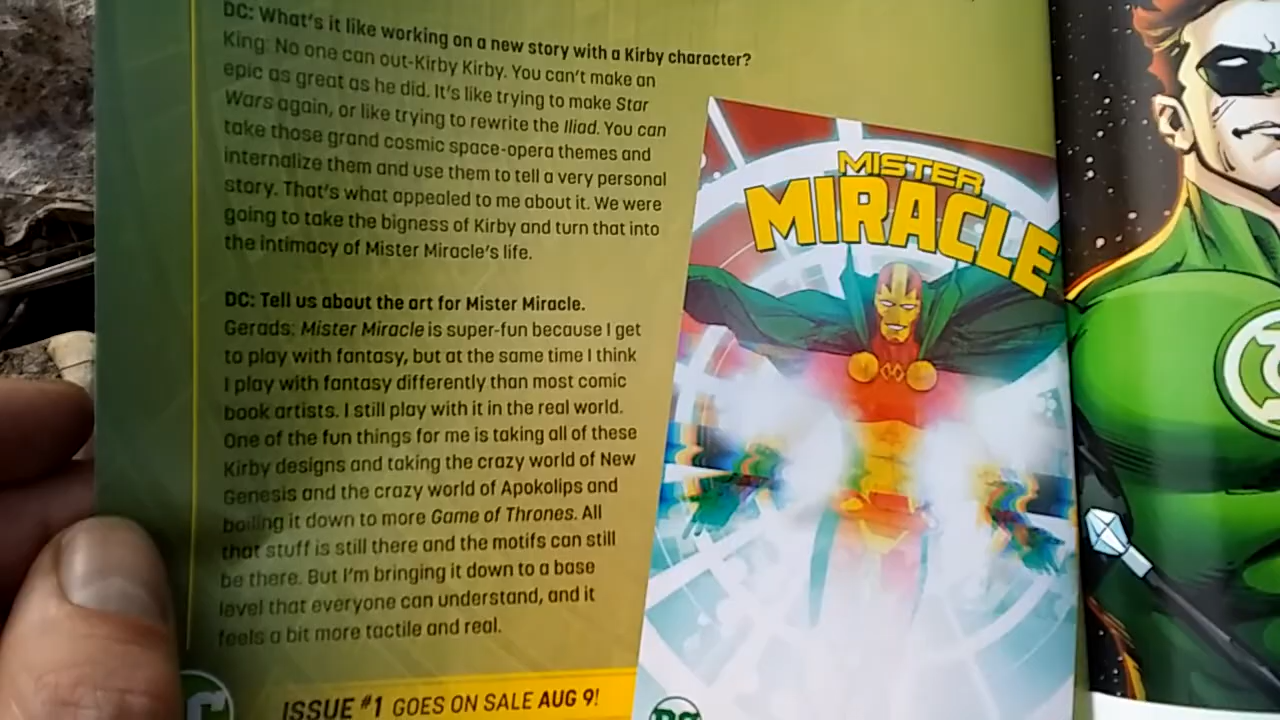 DC: What's it like working on a new story with a Kirby character?
King: No one can out-Kirby Kirby. You can't make an
epic as great as he did. It's like trying to make Star
Wars again, or like trying to rewrite the Iliad. You can
take those grand cosmic space-opera themes and
internalize them and use them to tell a very personal
story. That's what appealed to me about it. We were
going to take the bigness of Kirby and turn that into
the intimacy of Mister Miracle's life.
DC: Tell us about the art for Mister Miracle.
Gerads: Mister Miracle is super-fun because I get
to play with fantasy, but at the same time I think
I play with fantasy differently than most comic
book artists. I still play with it in the real world.
One of the fun things for me is taking all of these
Kirby designs and taking the crazy world of New
Genesis and the crazy world of Apokolips and
boiling it down to more Game of Thrones. All
that stuff is still there and the motifs can still
be there. But I'm bringing it down to a base
level that everyone can understand, and it
feels a bit more tactile and real.
ISSUE #1 GOES ON SALE AUG 9!
MISTER
MIRACLE
DC